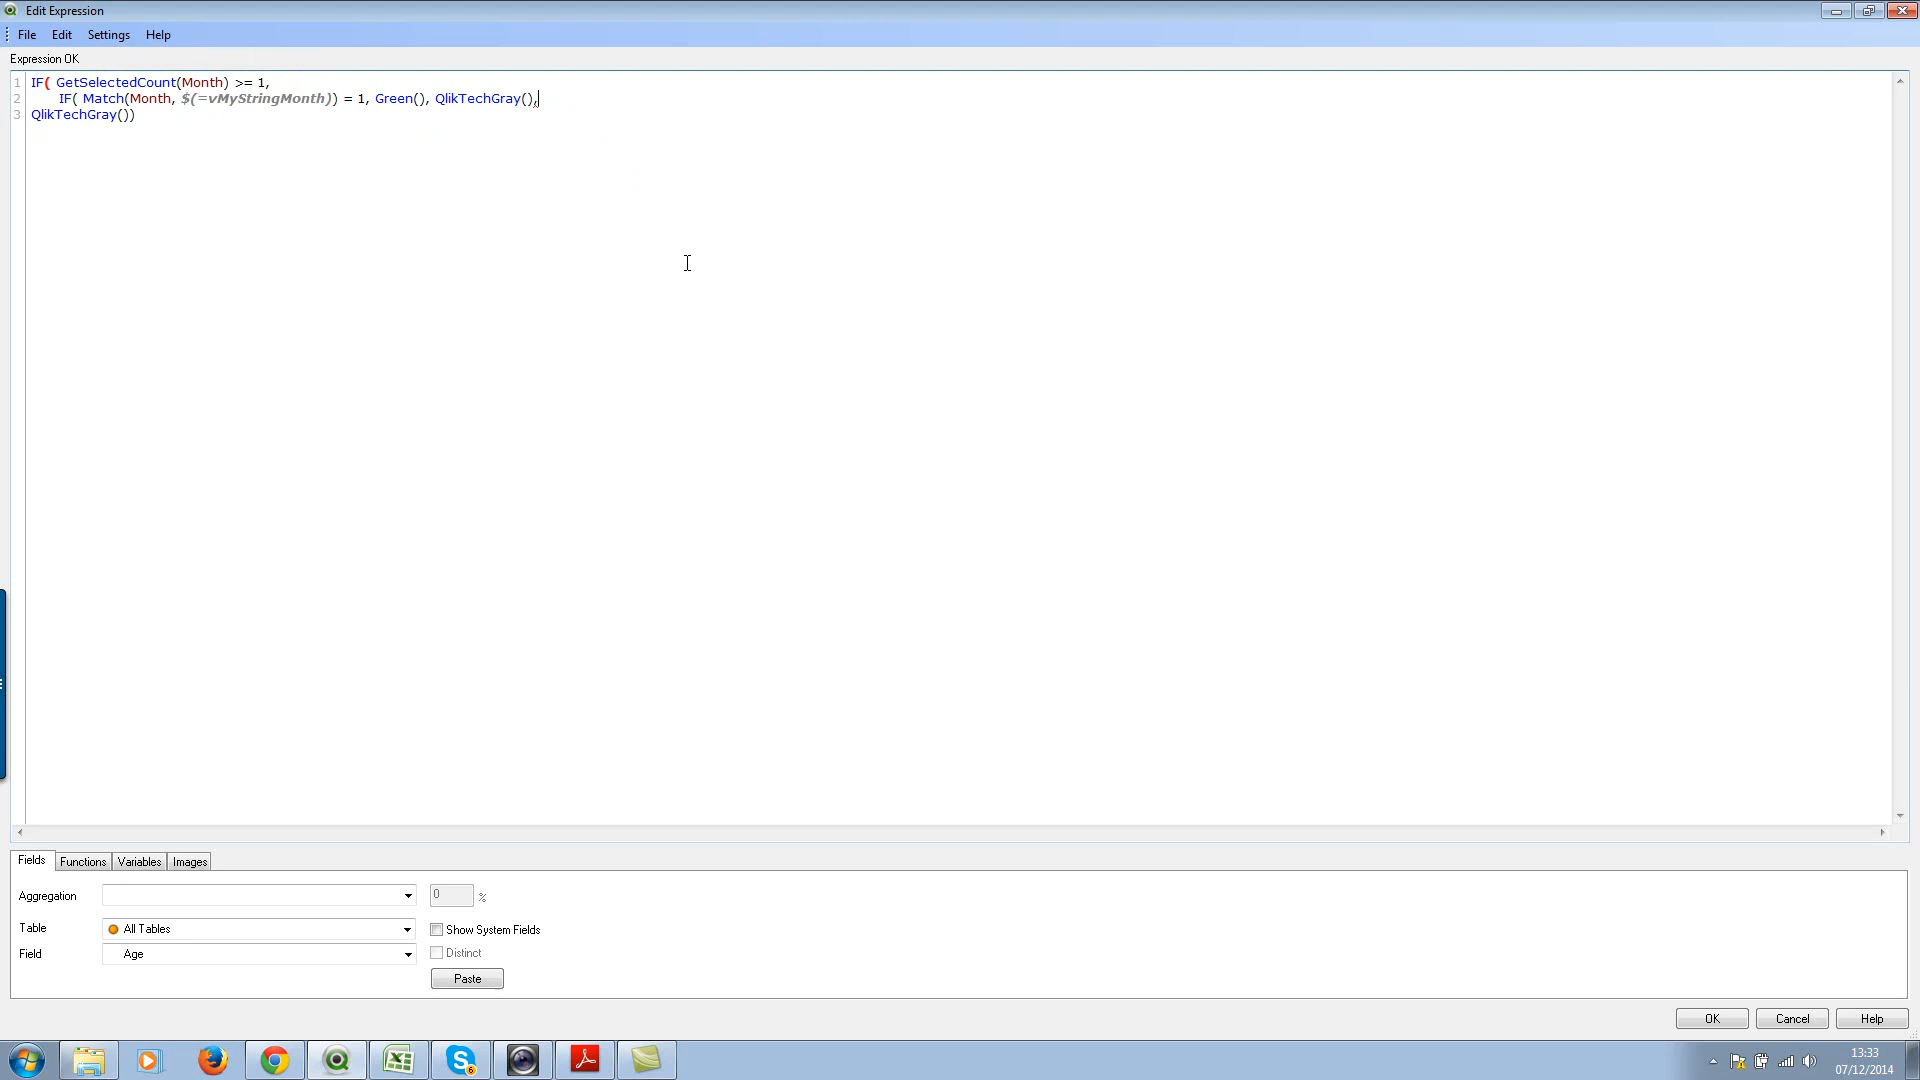 Edit Expression
File Edit Settings Help
Expression OK
1 IF( GetSelectedCount(Month) >= 1,
2 IF( Match(Month, $(=vMyStringMonth)) = 1, Green(), QlikTechGray(),
3 QlikTechGray())
Fields Functions Variables Images
Aggregation 0 %
Table All Tables Show System Fields
Field Age Distinct
Paste
OK Cancel Help
6
13:33
07/12/2014